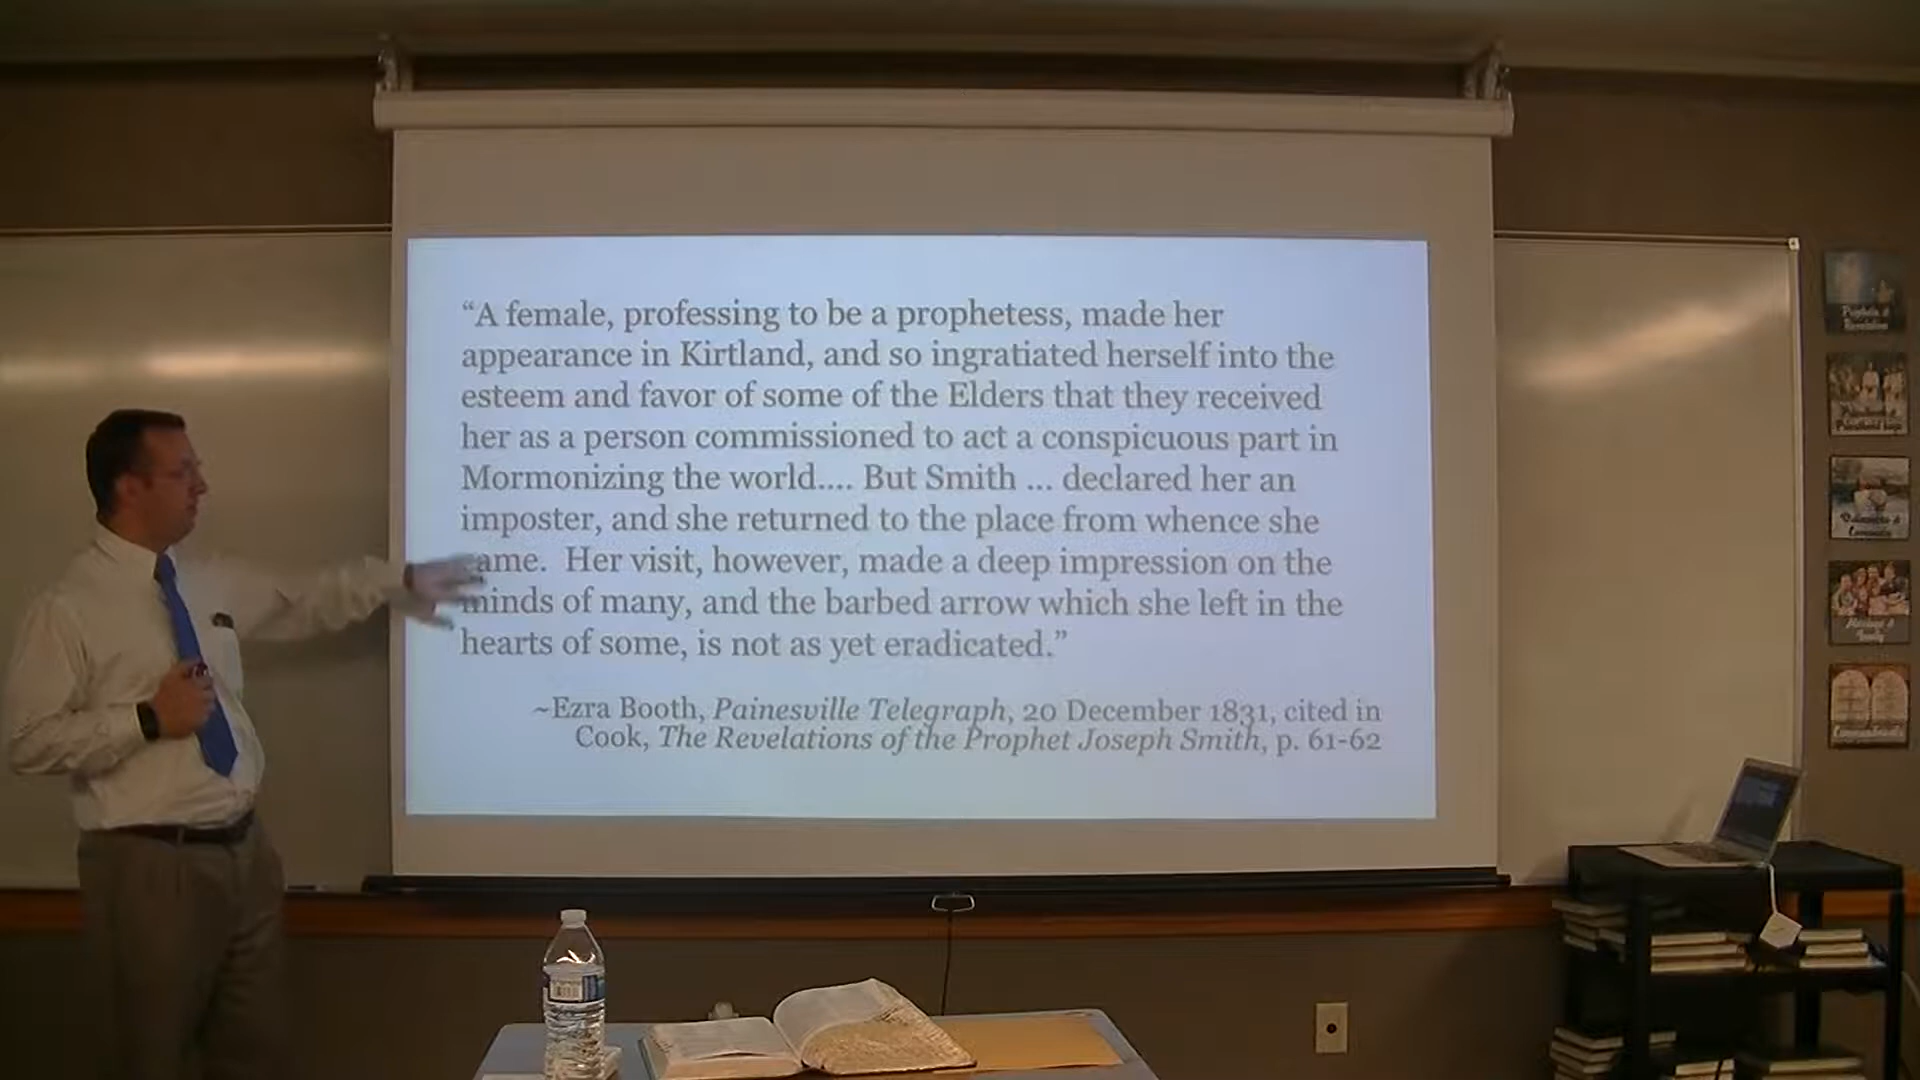 “A female, professing to be a prophetess, made her
appearance in Kirtland, and so ingratiated herself into the
esteem and favor of some of the Elders that they received
her as a person commissioned to act a conspicuous part in
Mormonizing the world.... But Smith ... declared her an
imposter, and she returned to the place from whence she
ame. Her visit, however, made a deep impression on the
minds of many, and the barbed arrow which she left in the
hearts of some, is not as yet eradicated.”
~Ezra Booth, Painesville Telegraph, 20 December 1831, cited in
Cook, The Revelations of the Prophet Joseph Smith, p. 61-62
Prophets &
Revelation
Marriage &
Family
Commandments